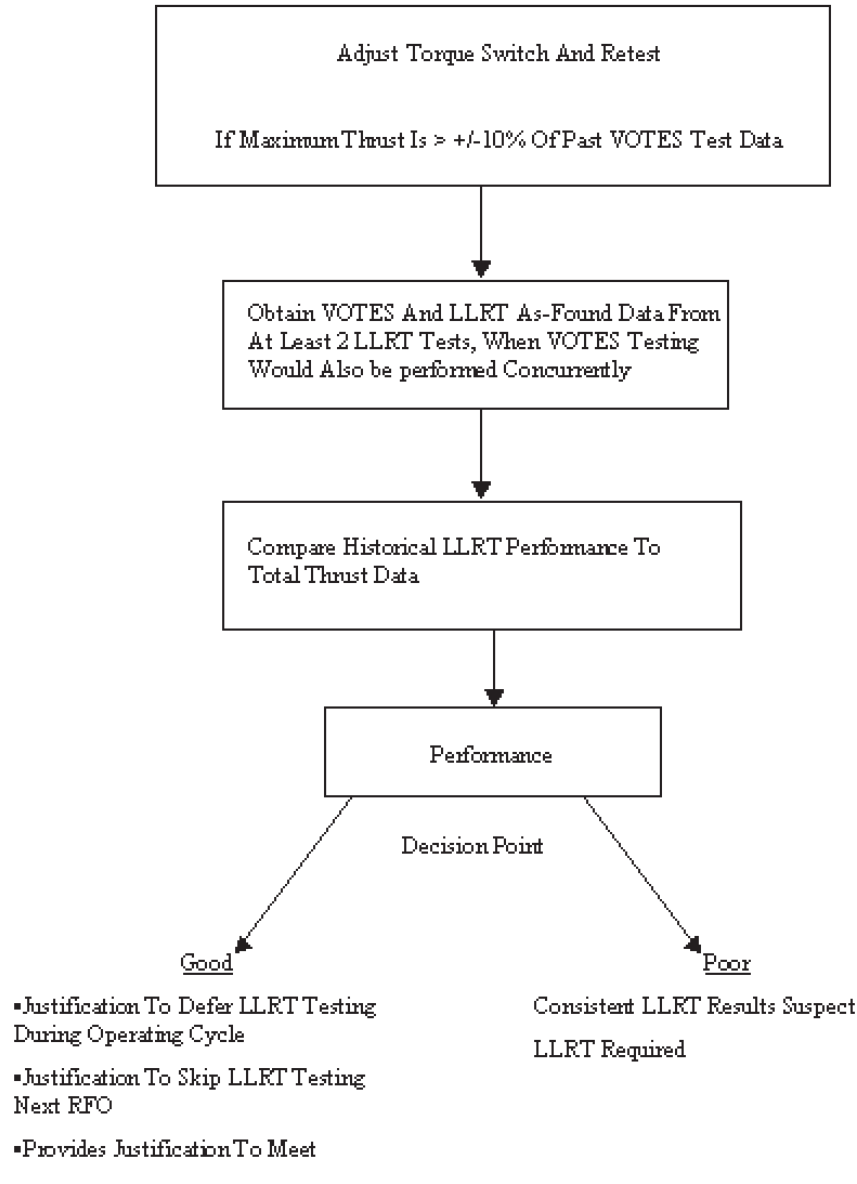 Adjust Torque Switch And Retest
If Maximum Thrust Is > +/-10% Of Past VOTES Test Data
Obtain VOTES And LLRT As-Found Data From
At Least 2 LLRT Tests, When VOTES Testing
Would Also be performed Concurrently
Compare Historical LLRT Performance To
Total Thrust Data
Performance
Decision Point
Good
▪Justification To Defer LLRT Testing
During Operating Cycle
▪Justification To Skip LLRT Testing
Next RFO
▪Provides Justification To Meet
Poor
Consistent LLRT Results Suspect
LLRT Required